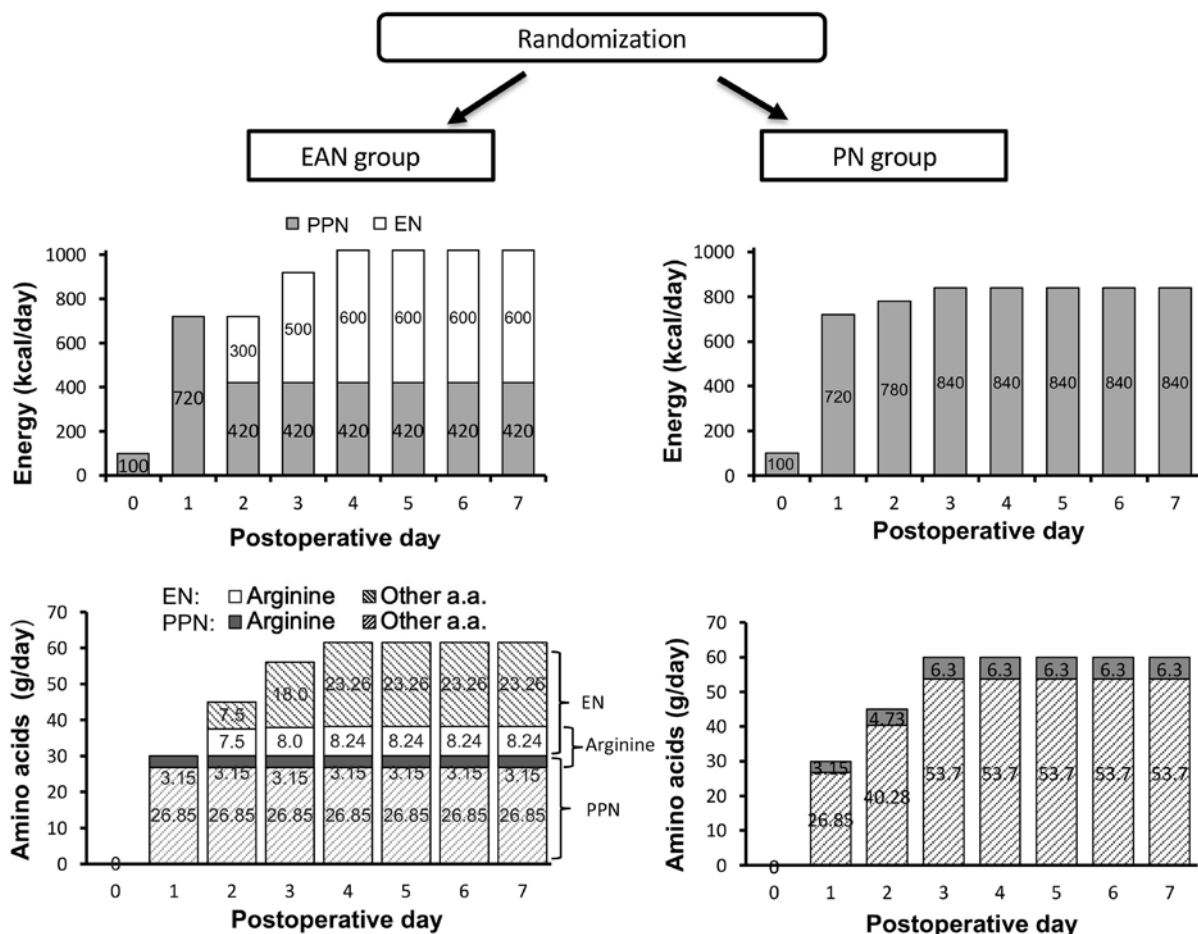 Randomization
EAN group
PN group
PPN EN
Energy (kcal/day)
1000
800
600
400
200
0
600 600 600 600
500
300
720
420 420 420 420 420 420
100
0 1 2 3 4 5 6 7
Postoperative day
Energy (kcal/day)
1000
800
600
400
200
0
720 780 840 840 840 840 840
100
0 1 2 3 4 5 6 7
Postoperative day
EN: Arginine Other a.a.
PPN: Arginine Other a.a.
Amino acids (g/day)
70
60
50
40
30
20
10
0
7.5 18.0 23.26 23.26 23.26 23.26
7.5 8.0 8.24 8.24 8.24 8.24
3.15 3.15 3.15 3.15 3.15 3.15 3.15
26.85 26.85 26.85 26.85 26.85 26.85 26.85
0
EN
Arginine
PPN
0 1 2 3 4 5 6 7
Postoperative day
Amino acids (g/day)
70
60
50
40
30
20
10
0
3.15 4.73 6.3 6.3 6.3 6.3 6.3
26.85 40.28 53.7 53.7 53.7 53.7 53.7
0
0 1 2 3 4 5 6 7
Postoperative day